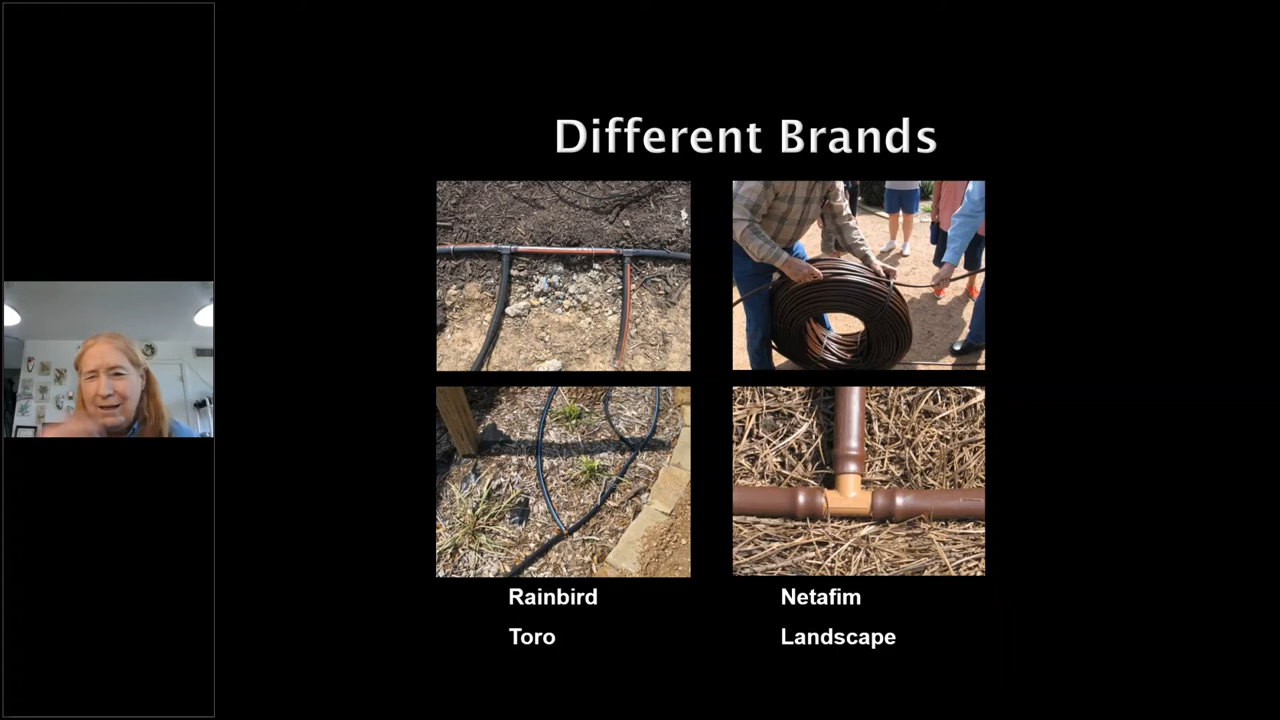 Different Brands
Rainbird
Netafim
Toro
Landscape